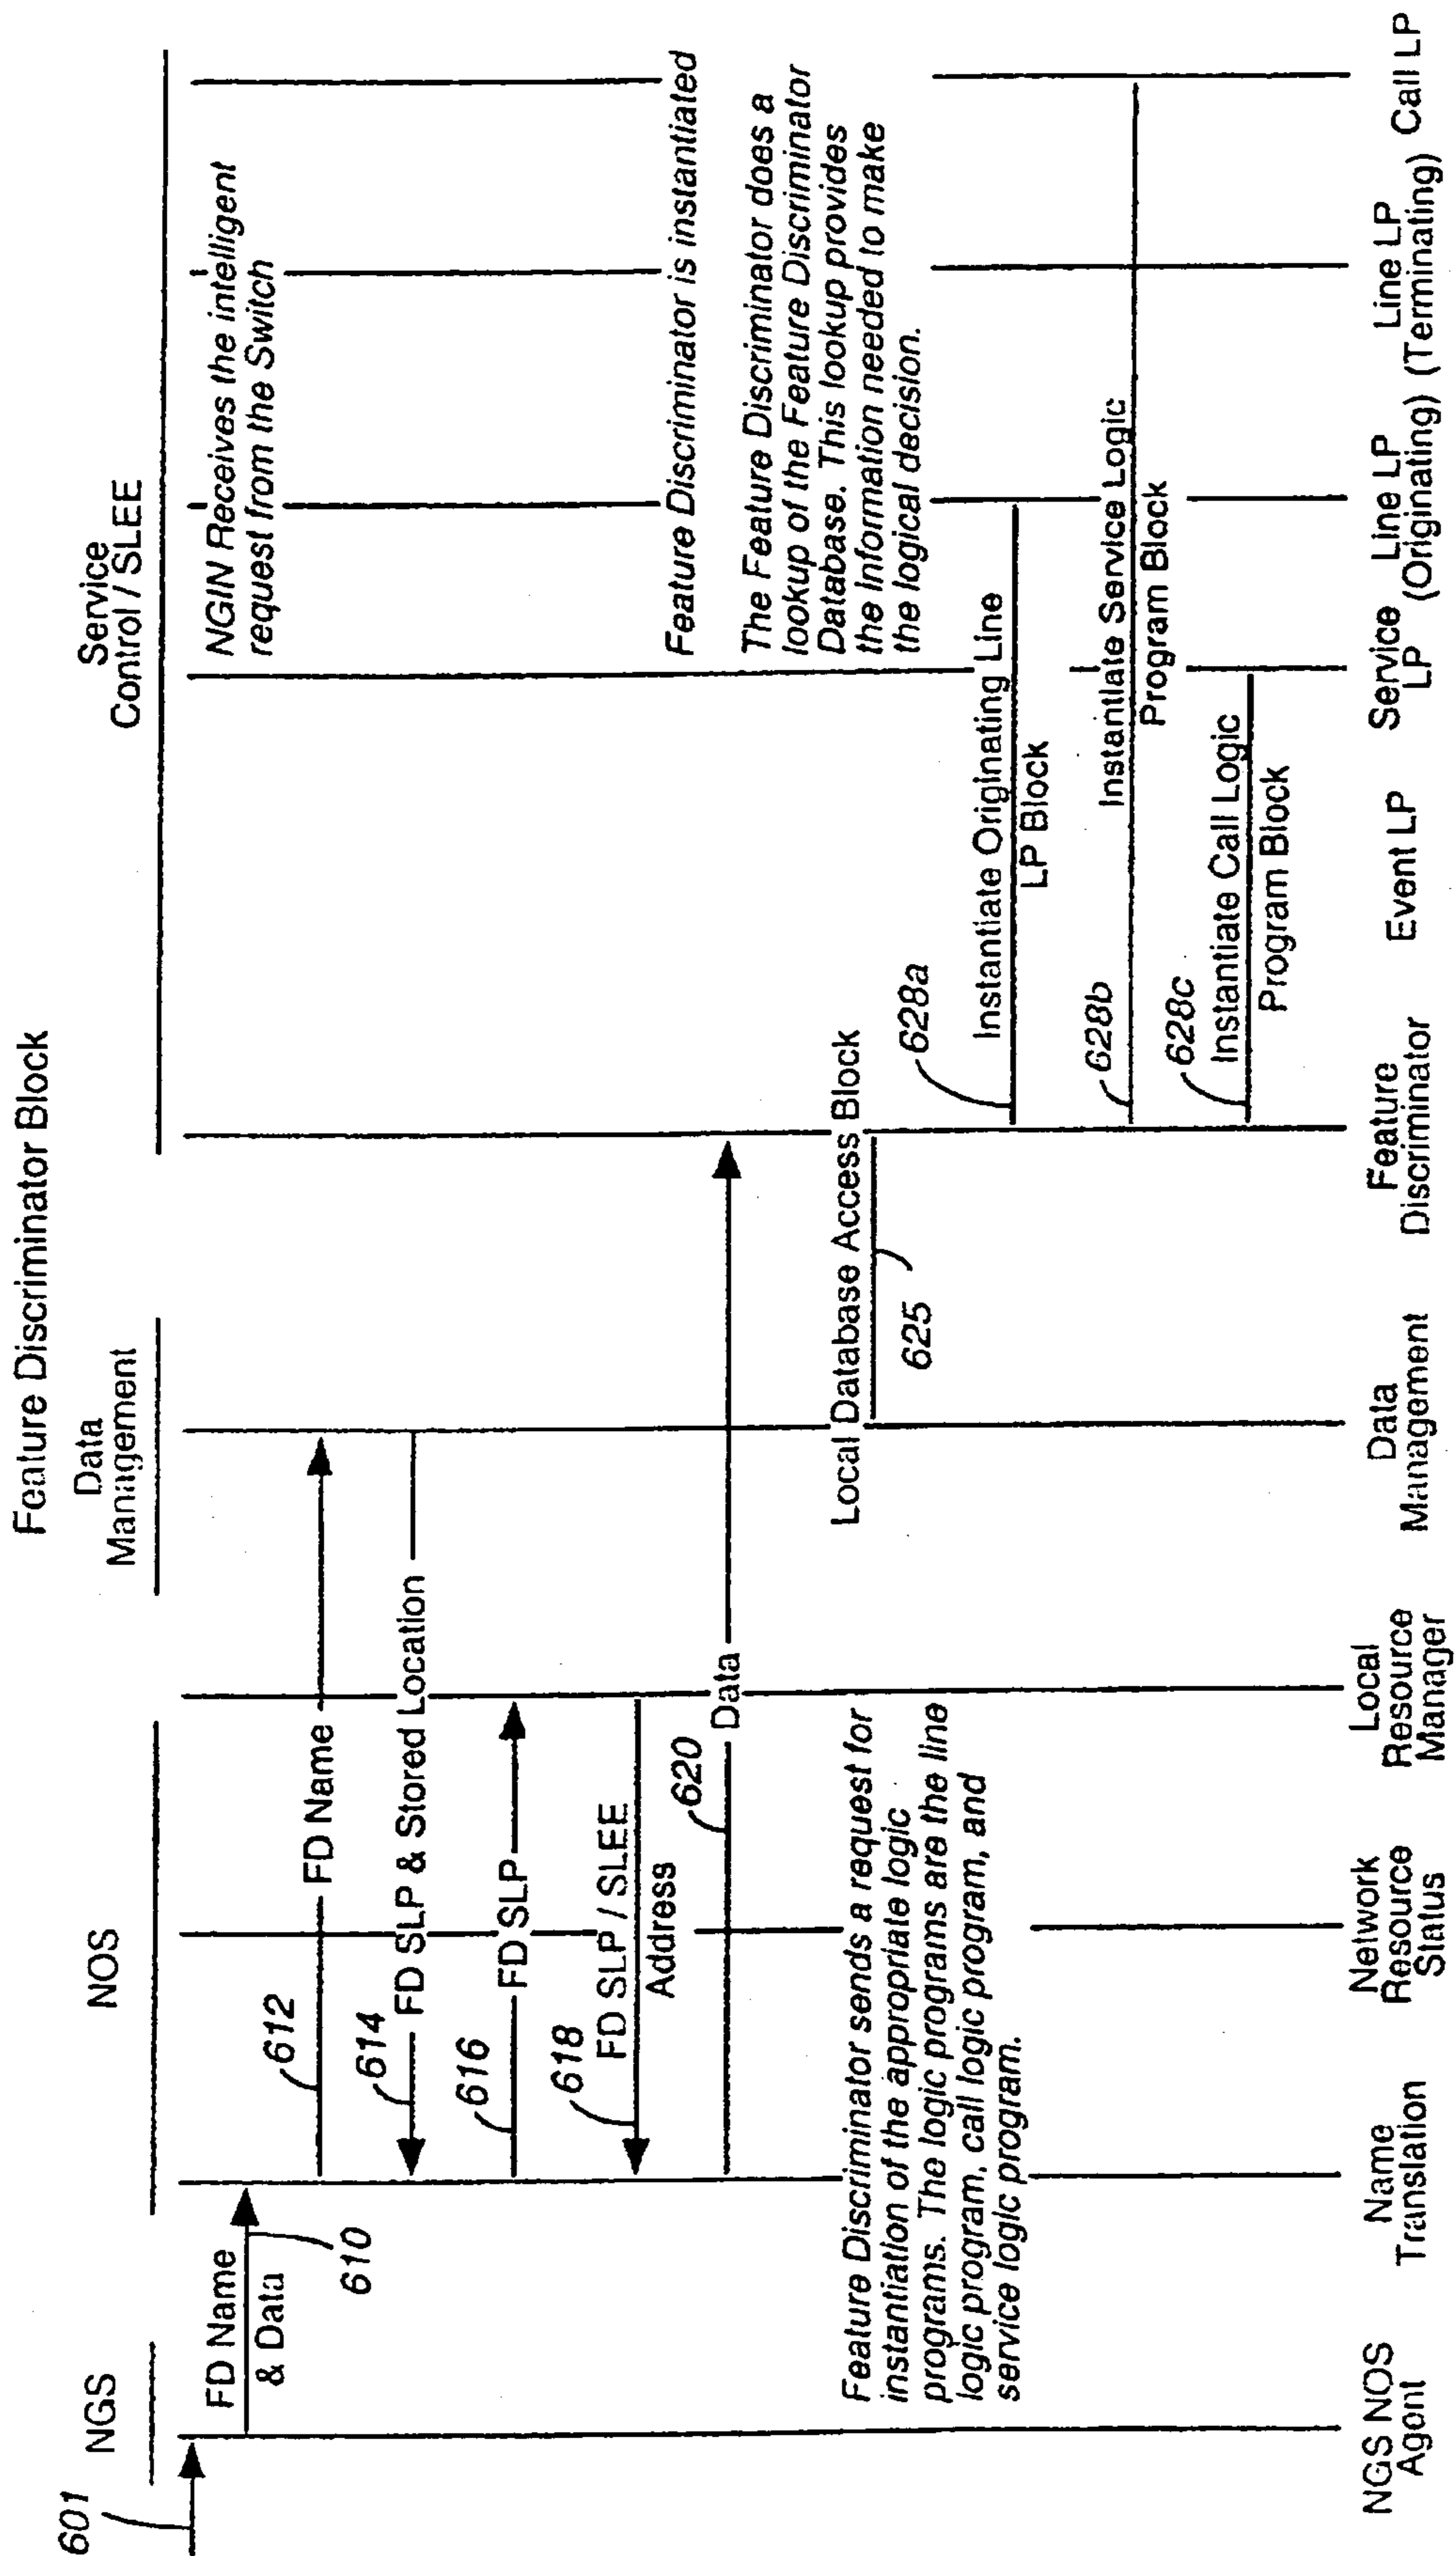 Feature Discriminator Block
NGS
NOS
Data
Management
Service
Control / SLEE
601
FD Name
& Data
610
612
FD Name
614
FD SLP & Stored Location
616
FD SLP
618
FD SLP / SLEE
Address
620
Data
NGIN Receives the intelligent
request from the Switch
Feature Discriminator is instantiated
The Feature Discriminator does a
lookup of the Feature Discriminator
Database. This lookup provides
the Information needed to make
the logical decision.
Local Database Access Block
625
Feature Discriminator sends a request for
instantiation of the appropriate logic
programs. The logic programs are the line
logic program, call logic program, and
service logic program.
628a
Instantiate Originating Line
LP Block
628b
Instantiate Service Logic
Program Block
628c
Instantiate Call Logic
Program Block
NGS NOS
Agont
Name
Translation
Network
Resource
Status
Local
Resource
Manager
Data
Management
Feature
Discriminator
Event LP
Service
LP
Line LP
(Originating)
Line LP
(Terminating)
Call LP